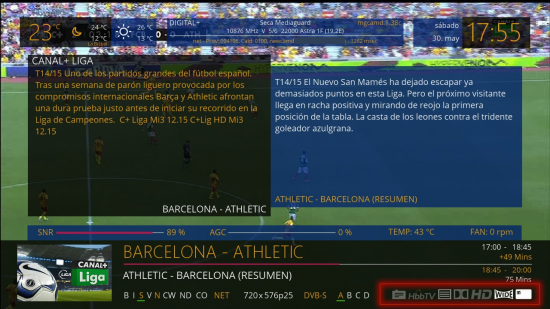 23°C
24 °C
12 °C
26 °C
13 °C
DIGITAL+
Seca Mediaguard
mgcamd 1.35
10876 MHz V 5/6 22000 Astra 1F (19.2E)
sábado
30. may
17:55
CANAL+ LIGA
T14/15 Uno de los partidos grandes del fútbol español.
Tras una semana de parón liguero provocada por los
compromisos internacionales Barça y Athletic afrontan
una dura prueba justo antes de iniciar su recorrido en la
Liga de Campeones.  C+ Liga Mi3 12.15  C+Lig HD Mi3
12.15
BARCELONA - ATHLETIC
T14/15 El Nuevo San Mamés ha dejado escapar ya
demasiados puntos en esta Liga. Pero el próximo visitante
llega en racha positiva y mirando de reojo la primera
posición de la tabla. La casta de los leones contra el tridente
goleador azulgrana.
ATHLETIC - BARCELONA (RESUMEN)
SNR 89 % AGC 0 % TEMP: 43 °C FAN: 0 rpm
CANAL+
Liga
BARCELONA - ATHLETIC
17:00 - 18:45
+49 Mins
ATHLETIC - BARCELONA (RESUMEN)
18:45 - 20:00
75 Mins
B I S V N CW ND CO NET 720x576p25 DVB-S A B C D
HbbTV HD WIDE